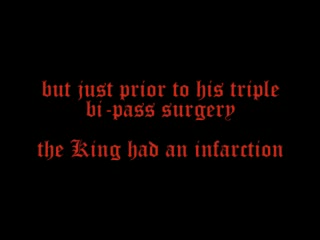 but just prior to his triple
bi-pass surgery
the King had an infarction